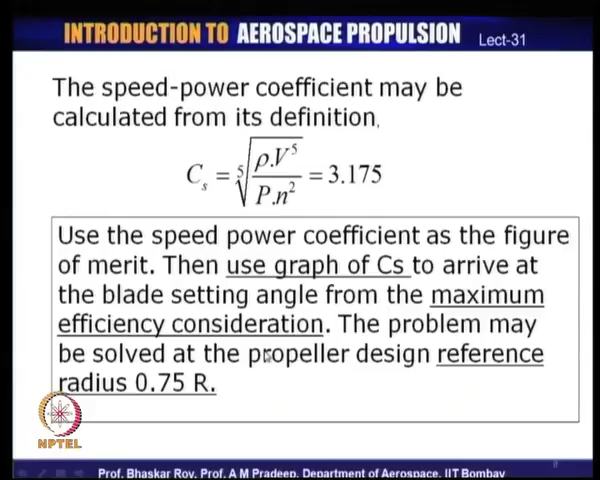 INTRODUCTION TO AEROSPACE PROPULSION Lect-31
The speed-power coefficient may be
calculated from its definition,
C_s = ⁵√(ρ.V⁵ / P.n²) = 3.175
Use the speed power coefficient as the figure
of merit. Then use graph of Cs to arrive at
the blade setting angle from the maximum
efficiency consideration. The problem may
be solved at the propeller design reference
radius 0.75 R.
NPTEL
Prof. Bhaskar Roy, Prof. A M Pradeep, Department of Aerospace, IIT Bombay